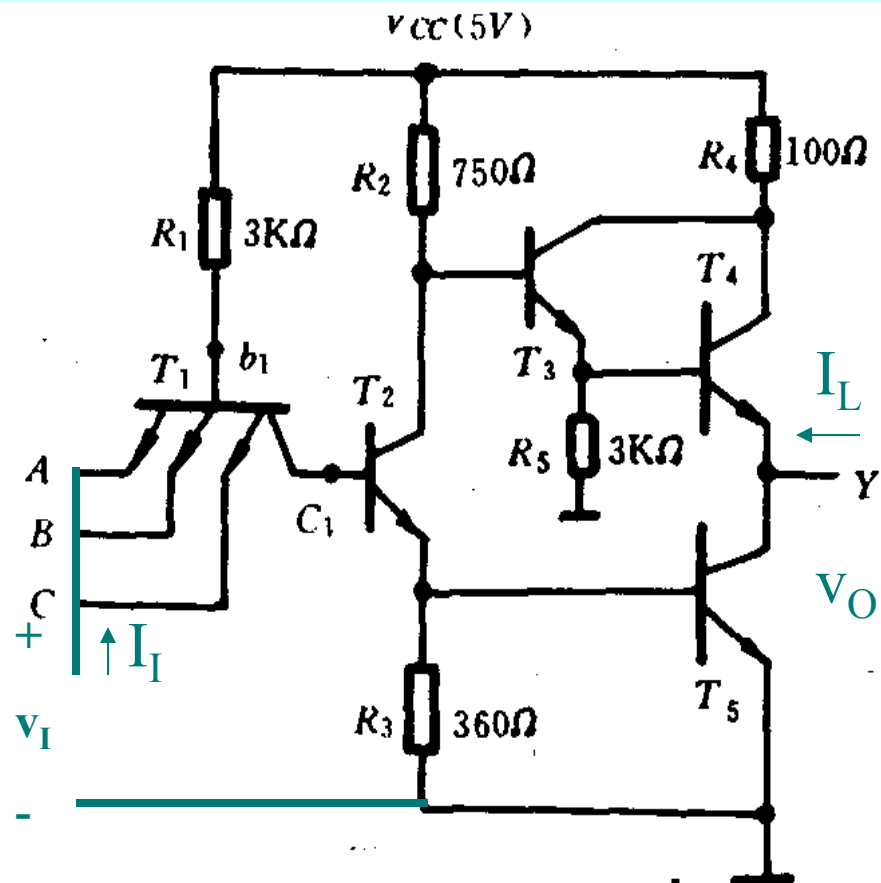 VCC(5V)
R2 750Ω
R4 100Ω
R1 3KΩ
T4
T1 b1
T3
T2
IL
A
R5 3KΩ
Y
C1
B
C
vO
+
II
T5
vI
R3 360Ω
-